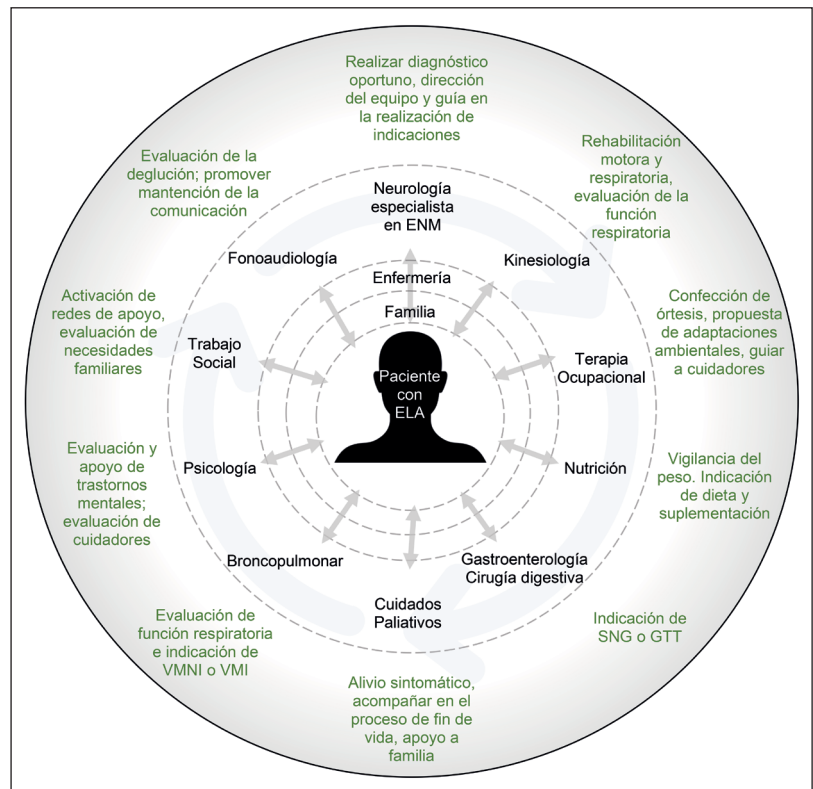 Realizar diagnóstico
oportuno, dirección
del equipo y guía en
la realización de
indicaciones
Rehabilitación
motora y
respiratoria,
evaluación de la
función
respiratoria
Confección de
órtesis, propuesta
de adaptaciones
ambientales, guiar
a cuidadores
Vigilancia del
peso. Indicación
de dieta y
suplementación
Indicación de
SNG o GTT
Alivio sintomático,
acompañar en el
proceso de fin de
vida, apoyo a
familia
Evaluación de
función respiratoria
e indicación de
VMNI o VMI
Evaluación y
apoyo de
trastornos
mentales;
evaluación de
cuidadores
Activación de
redes de apoyo,
evaluación de
necesidades
familiares
Evaluación de la
deglución; promover
mantención de la
comunicación
Neurología
especialista
en ENM
Kinesiología
Terapia
Ocupacional
Nutrición
Gastroenterología
Cirugía digestiva
Cuidados
Paliativos
Broncopulmonar
Psicología
Trabajo
Social
Fonoaudiología
Enfermería
Familia
Paciente
con
ELA